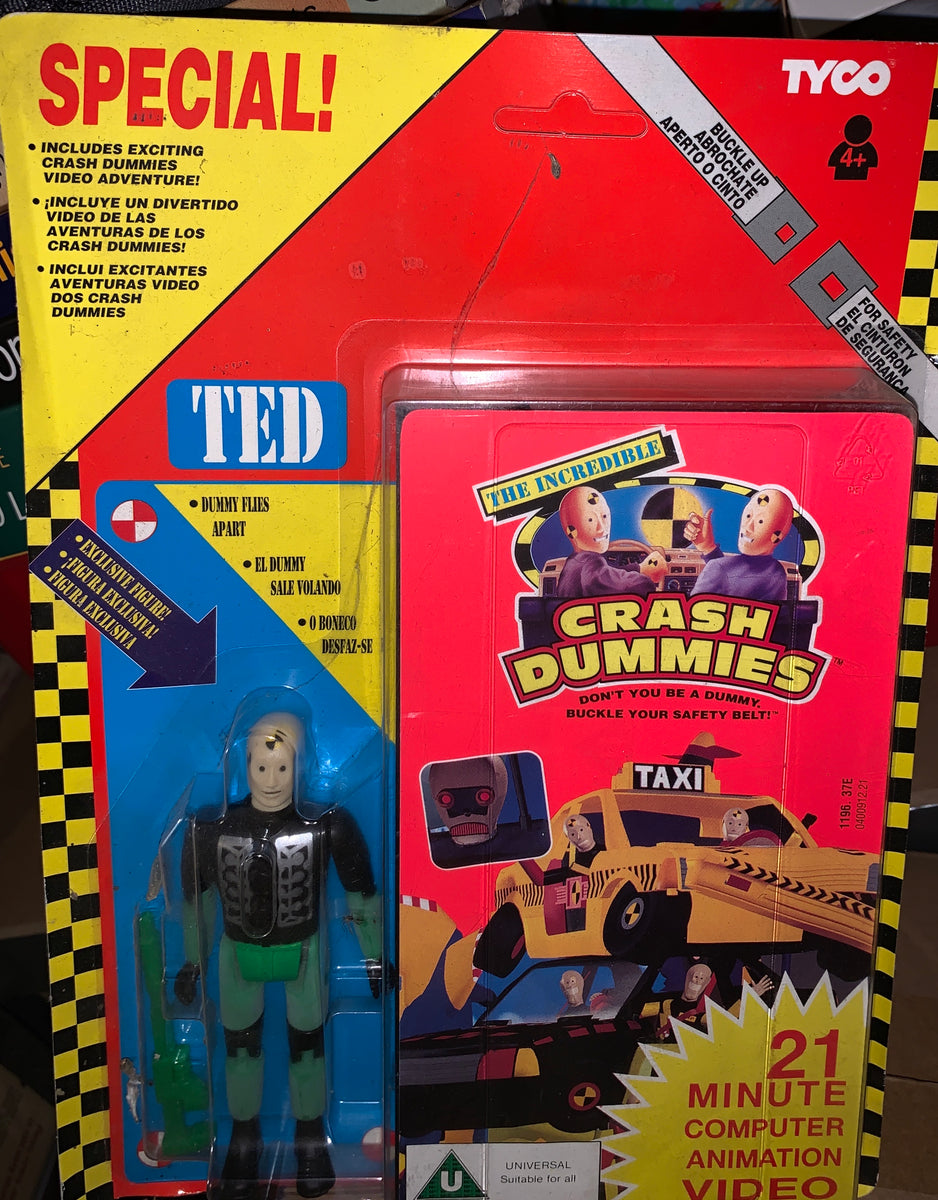 SPECIAL!
• INCLUDES EXCITING
CRASH DUMMIES
VIDEO ADVENTURE!
• ¡INCLUYE UN DIVERTIDO
VIDEO DE LAS
AVENTURAS DE LOS
CRASH DUMMIES!
• INCLUI EXCITANTES
AVENTURAS VIDEO
DOS CRASH
DUMMIES
TYCO
4+
BUCKLE UP
ABROCHATE
APERTO O CINTO
FOR SAFETY
EL CINTURON
DE SEGURANCA
TED
• DUMMY FLIES
APART
• EL DUMMY
SALE VOLANDO
• O BONECO
DESFAZ-SE
• EXCLUSIVE FIGURE!
• ¡FIGURA EXCLUSIVA!
• FIGURA EXCLUSIVA
THE INCREDIBLE
CRASH
DUMMIES™
DON'T YOU BE A DUMMY.
BUCKLE YOUR SAFETY BELT!™
TAXI
1196. 37E
0400912.21
21
MINUTE
COMPUTER
ANIMATION
VIDEO
U
UNIVERSAL
Suitable for all